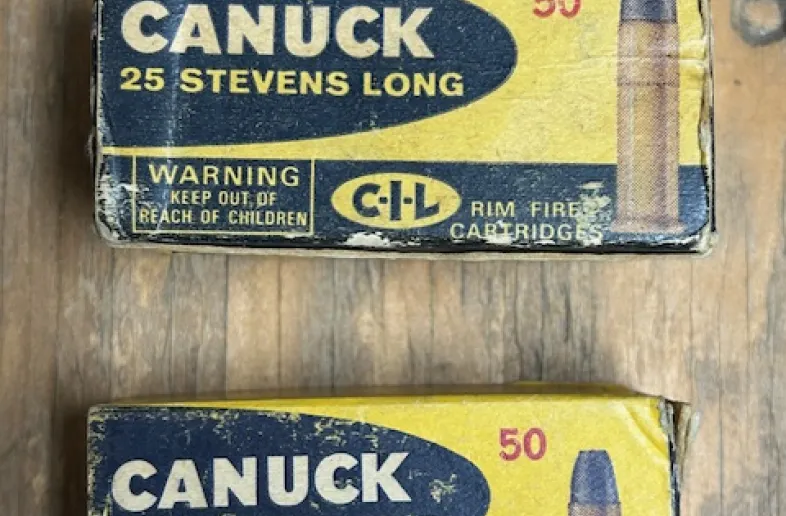 50
CANUCK
25 STEVENS LONG
WARNING
KEEP OUT OF
REACH OF CHILDREN
C-I-L
RIM FIRE
CARTRIDGES
50
CANUCK